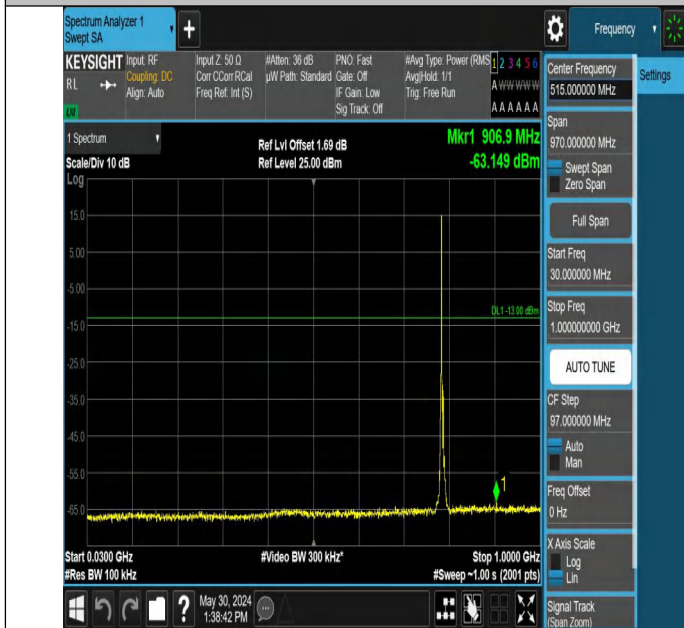 Spectrum Analyzer 1
Swept SA
Frequency
KEYSIGHT
RL
Input: RF
Coupling: DC
Align: Auto
Input Z: 50 Ω
Corr CCorr RCal
Freq Ref: Int (S)
#Atten: 36 dB
µW Path: Standard
PNO: Fast
Gate: Off
IF Gain: Low
Sig Track: Off
#Avg Type: Power (RMS
Avg|Hold: 1/1
Trig: Free Run
1 2 3 4 5 6
A W W W W W
A A A A A A
Center Frequency
515.000000 MHz
Settings
Span
970.000000 MHz
Swept Span
Zero Span
Full Span
Start Freq
30.000000 MHz
Stop Freq
1.000000000 GHz
AUTO TUNE
CF Step
97.000000 MHz
Auto
Man
Freq Offset
0 Hz
X Axis Scale
Log
Lin
Signal Track
(Span Zoom)
1 Spectrum
Scale/Div 10 dB
Log
Ref Lvl Offset 1.69 dB
Ref Level 25.00 dBm
Mkr1 906.9 MHz
-63.149 dBm
15.0
5.00
-5.00
DL1 -13.00 dBm
-15.0
-25.0
-35.0
-45.0
-55.0
1
-65.0
Start 0.0300 GHz
#Res BW 100 kHz
#Video BW 300 kHz*
Stop 1.0000 GHz
#Sweep ~1.00 s (2001 pts)
?
May 30, 2024
1:38:42 PM